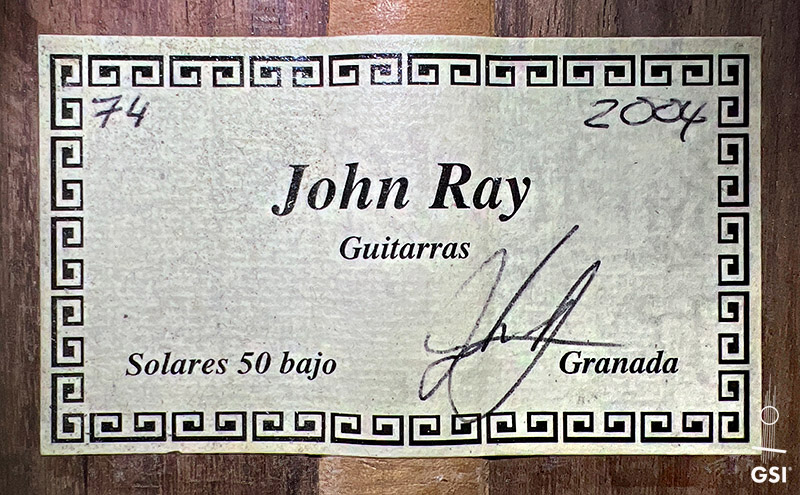 74 2004
John Ray
Guitarras
Solares 50 bajo Granada
GSI